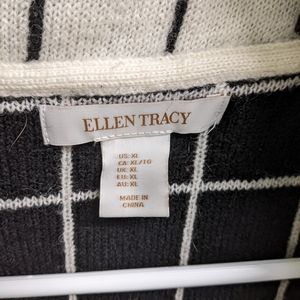 ELLEN TRACY
US: XL
CA: XL/TG
UK: XL
EU: XL
AU: XL
MADE IN
CHINA